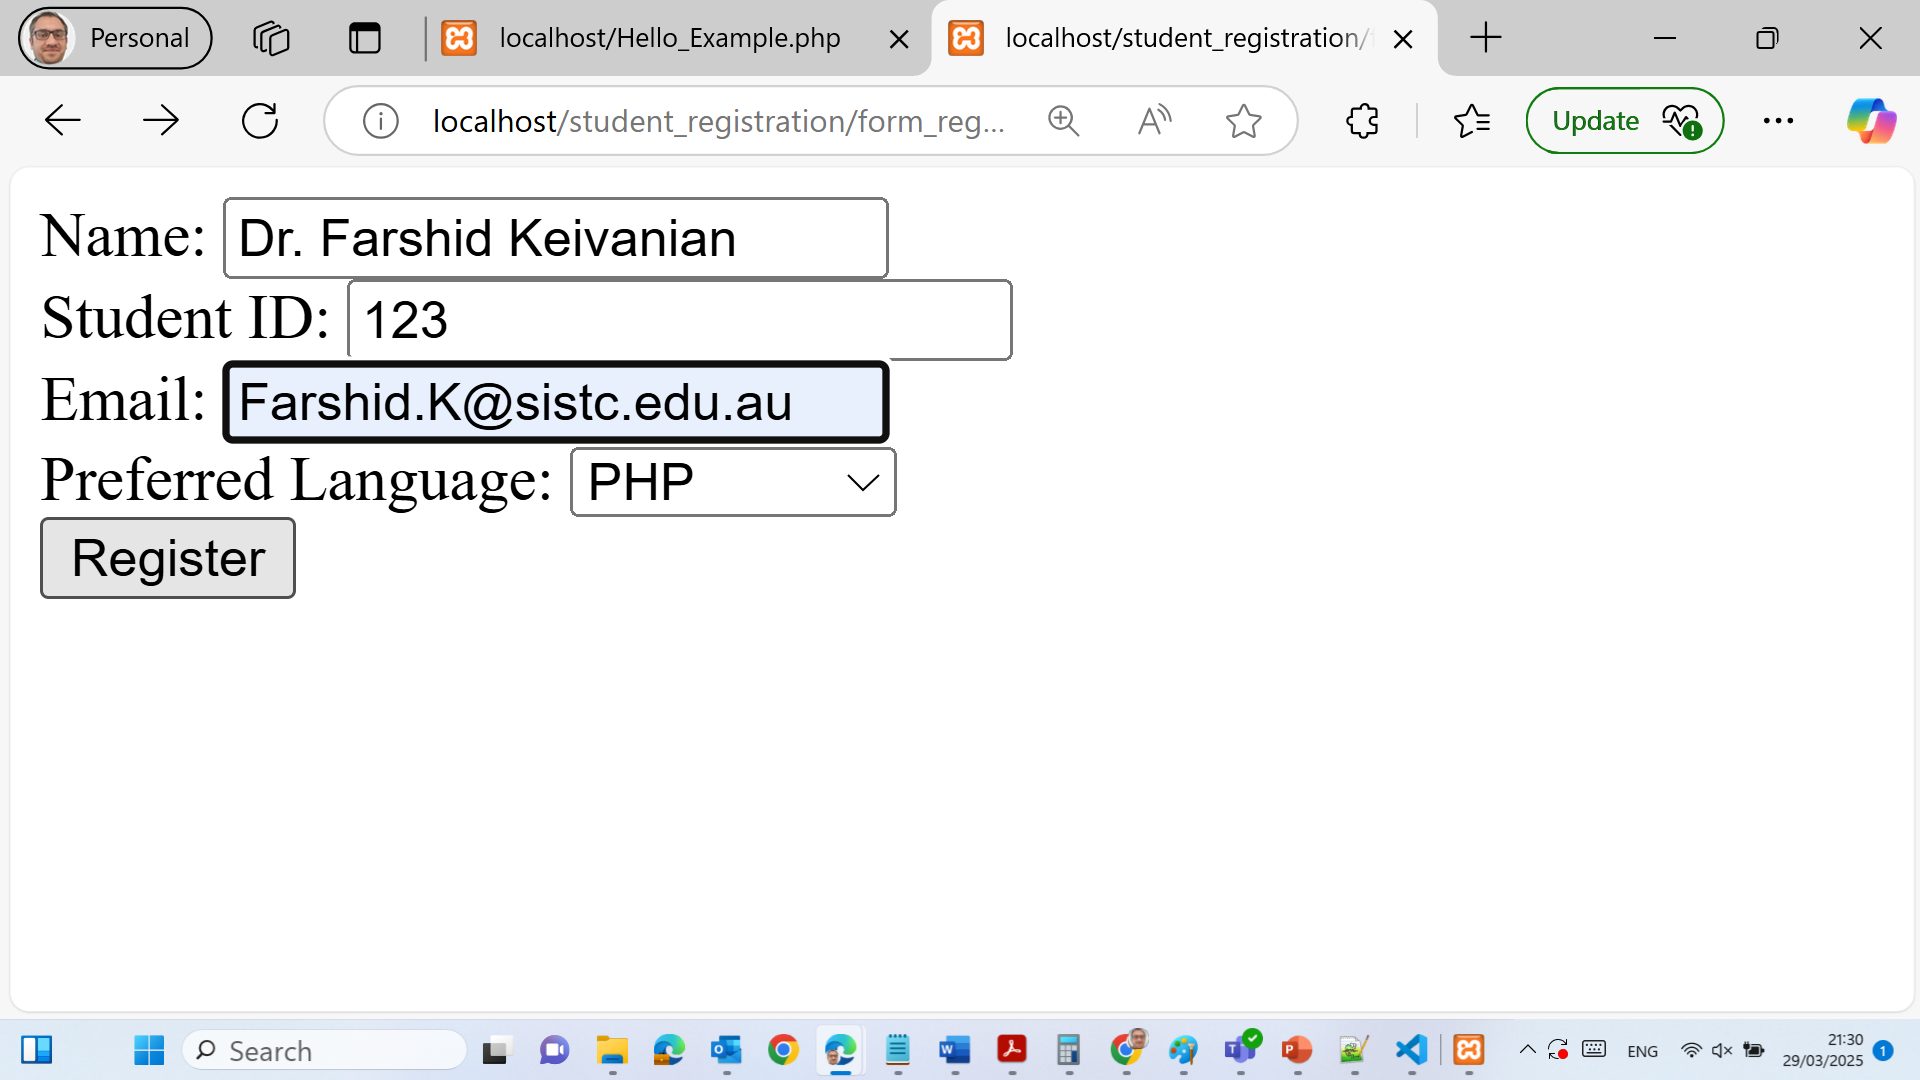 Personal
localhost/Hello_Example.php
localhost/student_registration/
localhost/student_registration/form_reg...
Update
Name: Dr. Farshid Keivanian
Student ID: 123
Email: Farshid.K@sistc.edu.au
Preferred Language: PHP
Register
Search
ENG
21:30
29/03/2025
1